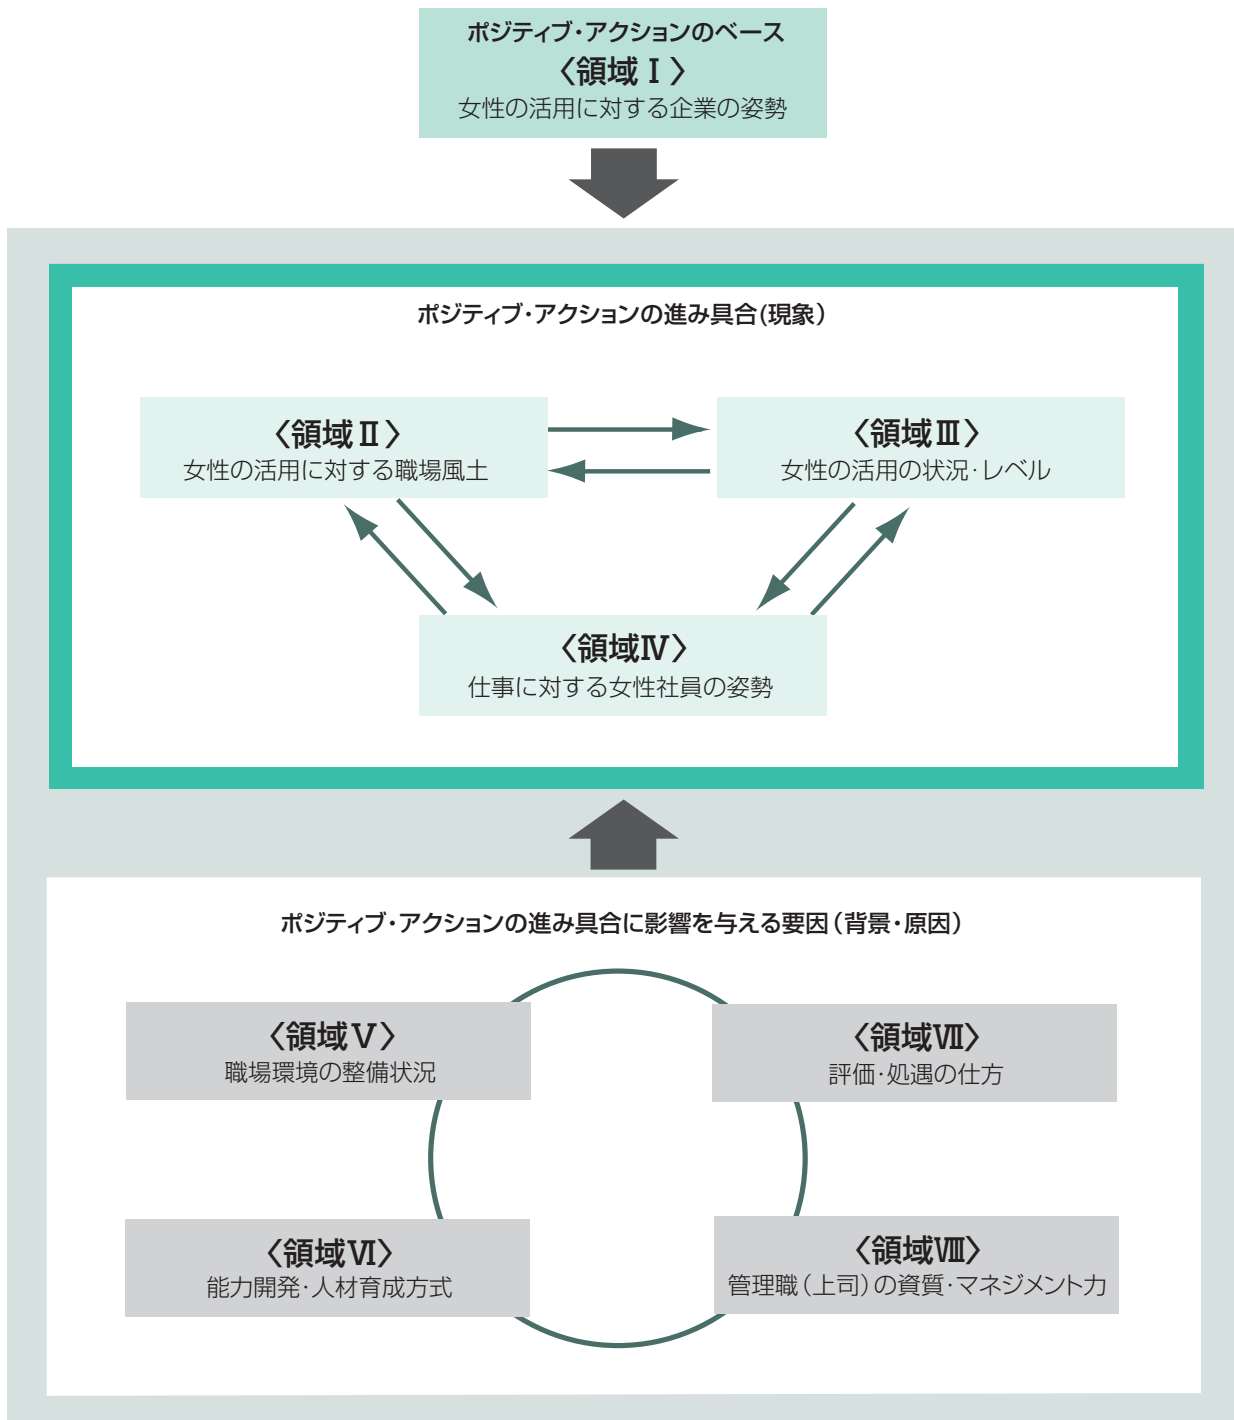 ポジティブ・アクションのベース
〈領域Ⅰ〉
女性の活用に対する企業の姿勢
ポジティブ・アクションの進み具合(現象)
〈領域Ⅱ〉
女性の活用に対する職場風土
〈領域Ⅲ〉
女性の活用の状況・レベル
〈領域Ⅳ〉
仕事に対する女性社員の姿勢
ポジティブ・アクションの進み具合に影響を与える要因（背景・原因）
〈領域Ⅴ〉
職場環境の整備状況
〈領域Ⅶ〉
評価・処遇の仕方
〈領域Ⅵ〉
能力開発・人材育成方式
〈領域Ⅷ〉
管理職（上司）の資質・マネジメント力